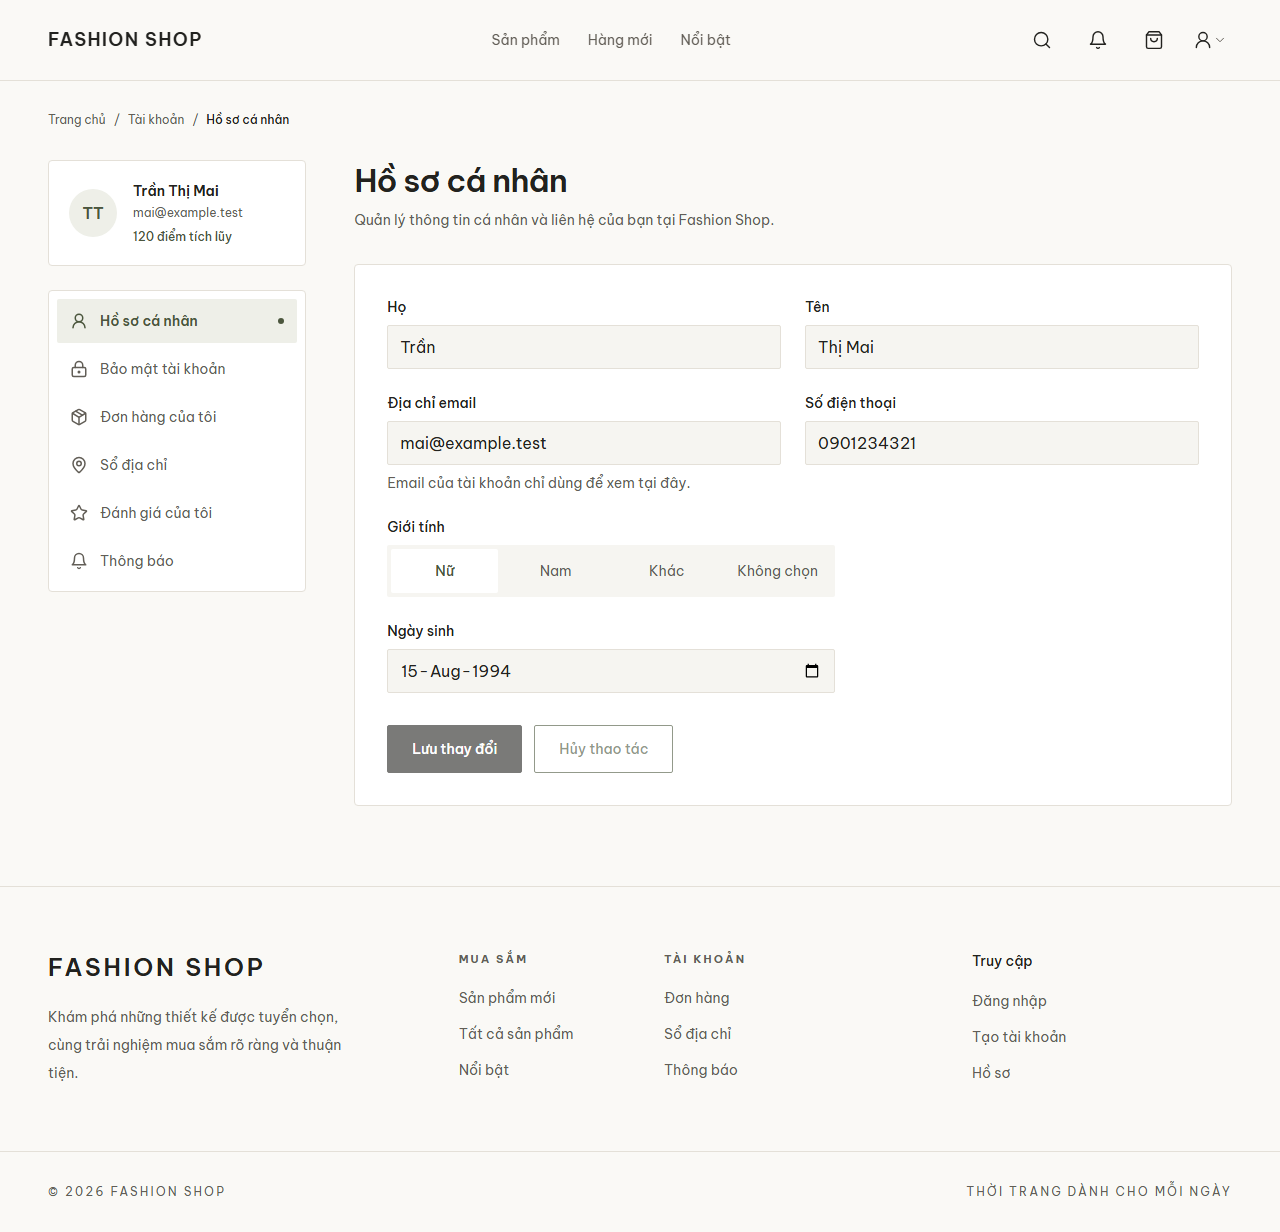 FASHION SHOP
Sản phẩm Hàng mới Nổi bật
Trang chủ / Tài khoản / Hồ sơ cá nhân
TT
Trần Thị Mai
mai@example.test
120 điểm tích lũy
Hồ sơ cá nhân
Bảo mật tài khoản
Đơn hàng của tôi
Sổ địa chỉ
Đánh giá của tôi
Thông báo
Hồ sơ cá nhân
Quản lý thông tin cá nhân và liên hệ của bạn tại Fashion Shop.
Họ
Trần
Tên
Thị Mai
Địa chỉ email
mai@example.test
Số điện thoại
0901234321
Email của tài khoản chỉ dùng để xem tại đây.
Giới tính
Nữ Nam Khác Không chọn
Ngày sinh
15-Aug-1994
Lưu thay đổi Hủy thao tác
FASHION SHOP
Khám phá những thiết kế được tuyển chọn,
cùng trải nghiệm mua sắm rõ ràng và thuận
tiện.
MUA SẮM
Sản phẩm mới
Tất cả sản phẩm
Nổi bật
TÀI KHOẢN
Đơn hàng
Sổ địa chỉ
Thông báo
Truy cập
Đăng nhập
Tạo tài khoản
Hồ sơ
© 2026 FASHION SHOP
THỜI TRANG DÀNH CHO MỖI NGÀY